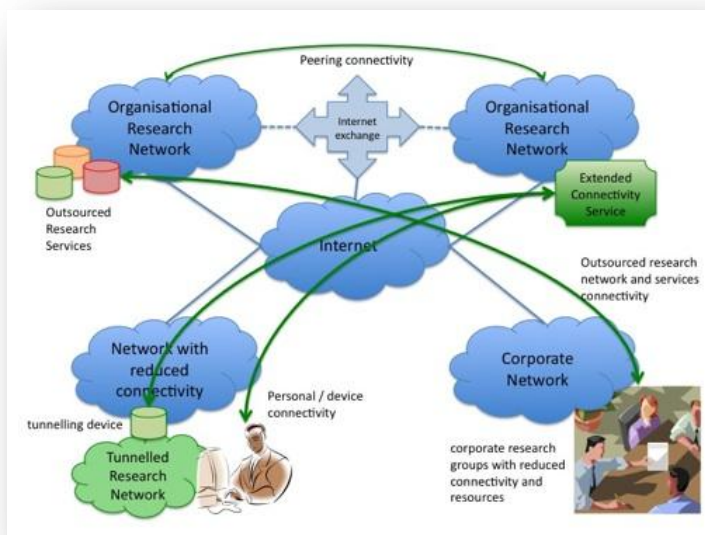 Peering connectivity
Organisational
Research
Network
Internet
exchange
Organisational
Research
Network
Extended
Connectivity
Service
Outsourced
Research
Services
Internet
Outsourced research
network and services
connectivity
Network with
reduced
connectivity
Corporate
Network
Personal / device
connectivity
tunnelling device
Tunnelled
Research
Network
corporate research
groups with reduced
connectivity and
resources